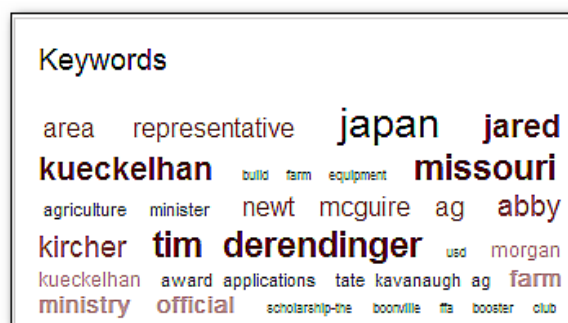 Keywords
area representative japan jared
kueckelhan build farm equipment missouri
agriculture minister newt mcguire ag abby
kircher tim derendinger usd morgan
kueckelhan award applications tate kavanaugh ag farm
ministry official scholarship-the boonville ffa booster club